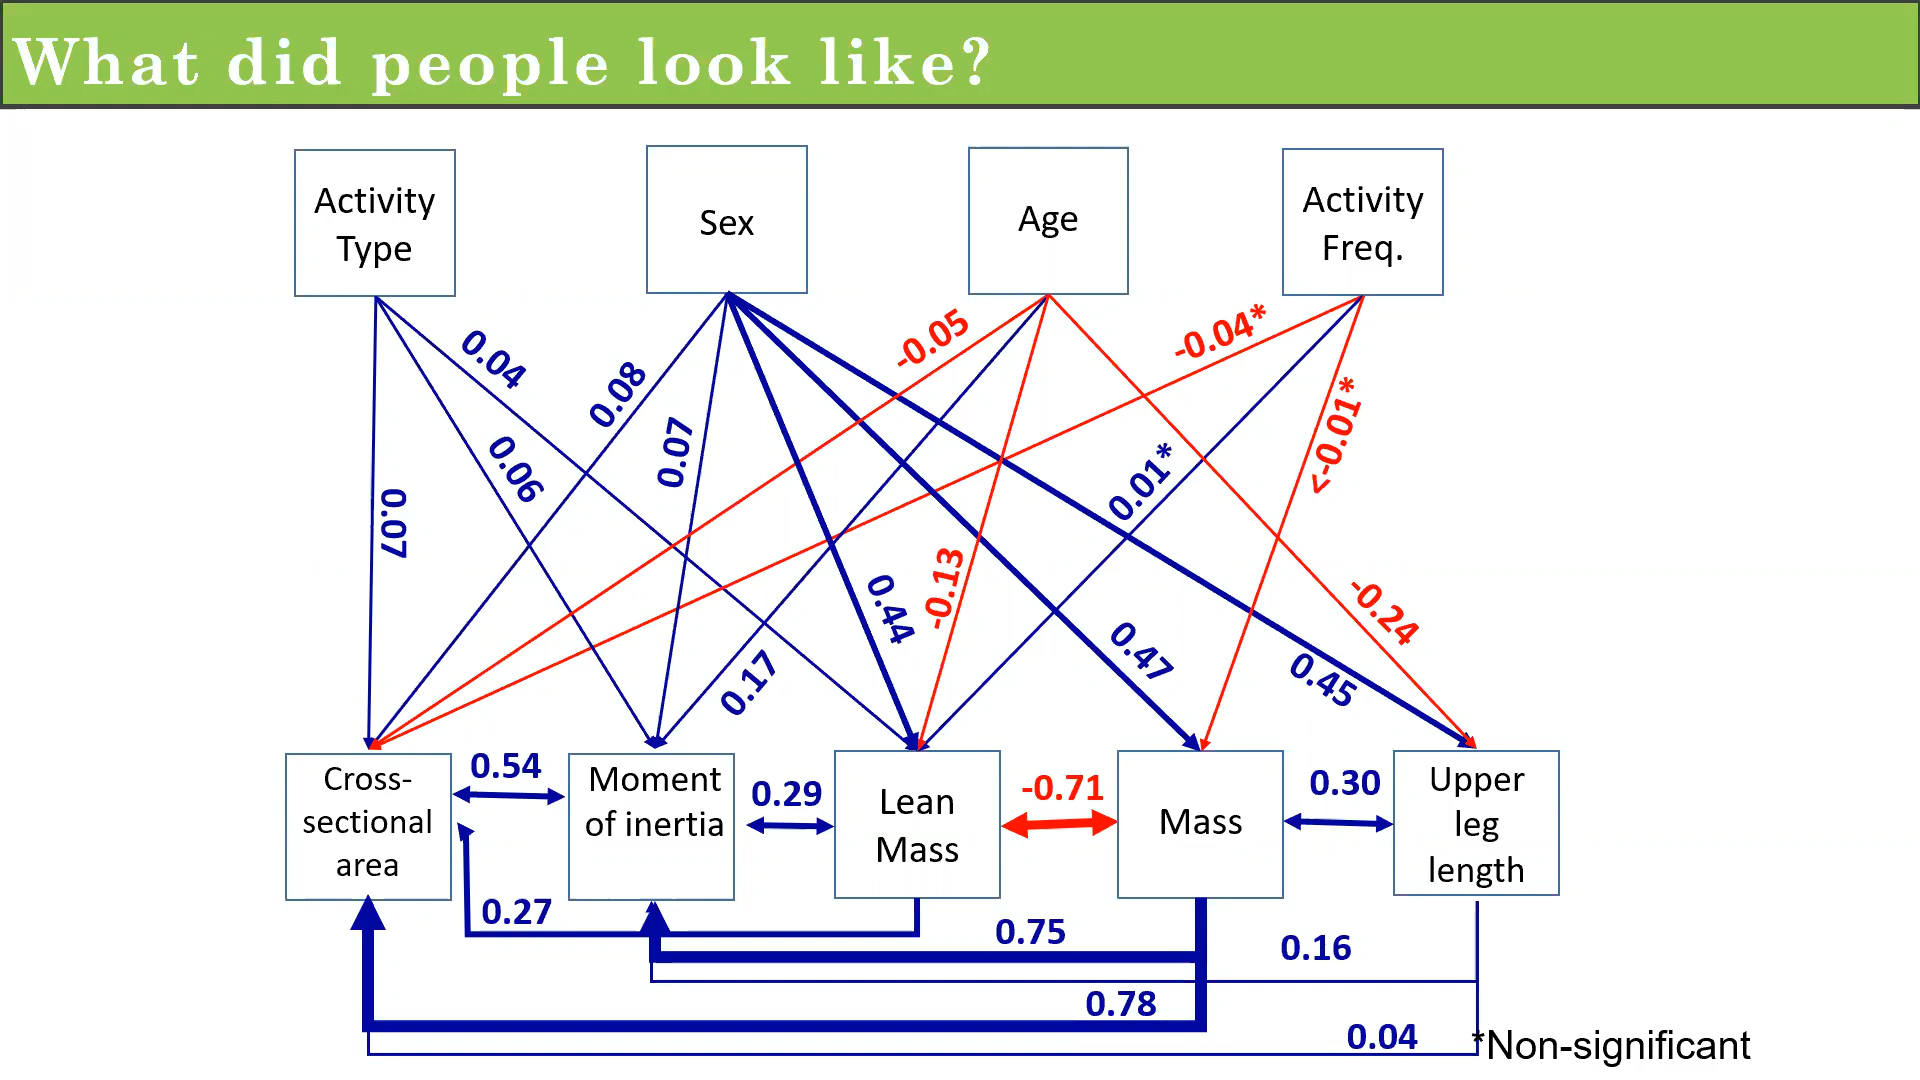 What did people look like?
Activity
Type
Sex
Age
Activity
Freq.
0.04
0.08
0.07
0.06
0.07
-0.05
-0.04*
<-0.01*
0.01*
0.44
-0.13
0.17
0.47
0.45
-0.24
Cross-
sectional
area
0.54
Moment
of inertia
0.29
Lean
Mass
-0.71
Mass
0.30
Upper
leg
length
0.27
0.75
0.16
0.78
0.04
*Non-significant